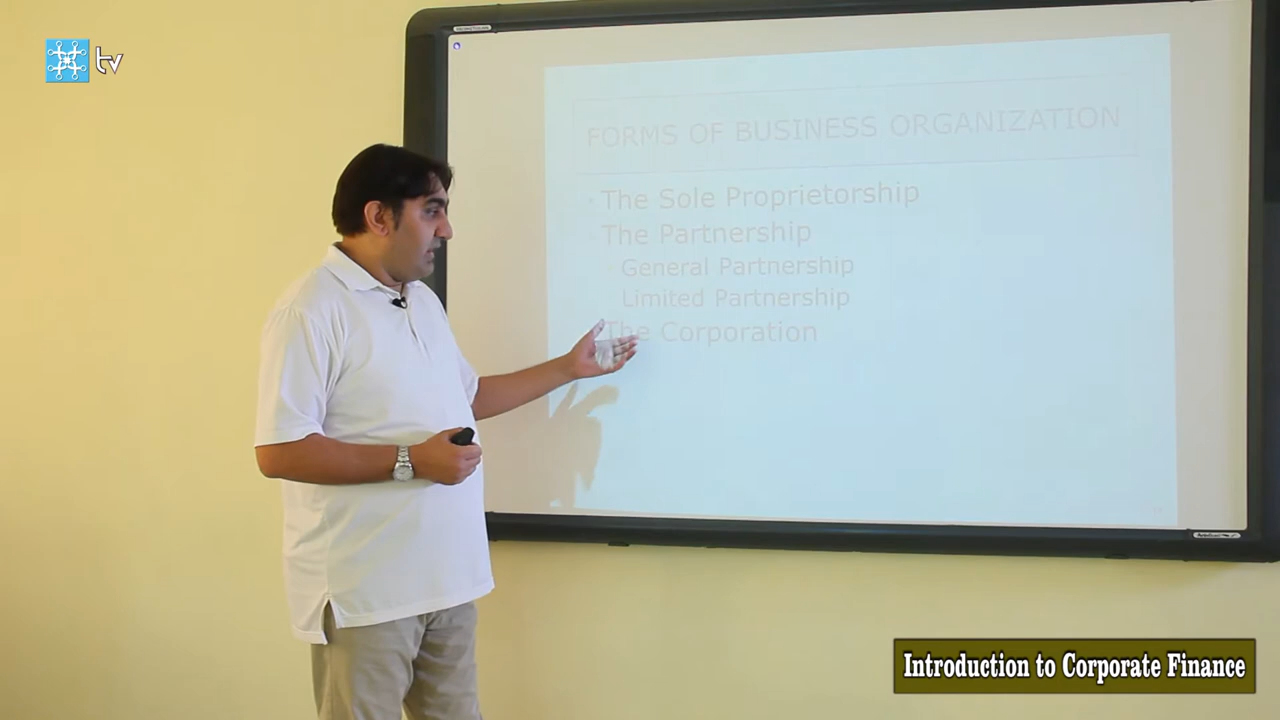 tv
FORMS OF BUSINESS ORGANIZATION
The Sole Proprietorship
The Partnership
General Partnership
Limited Partnership
The Corporation
Introduction to Corporate Finance